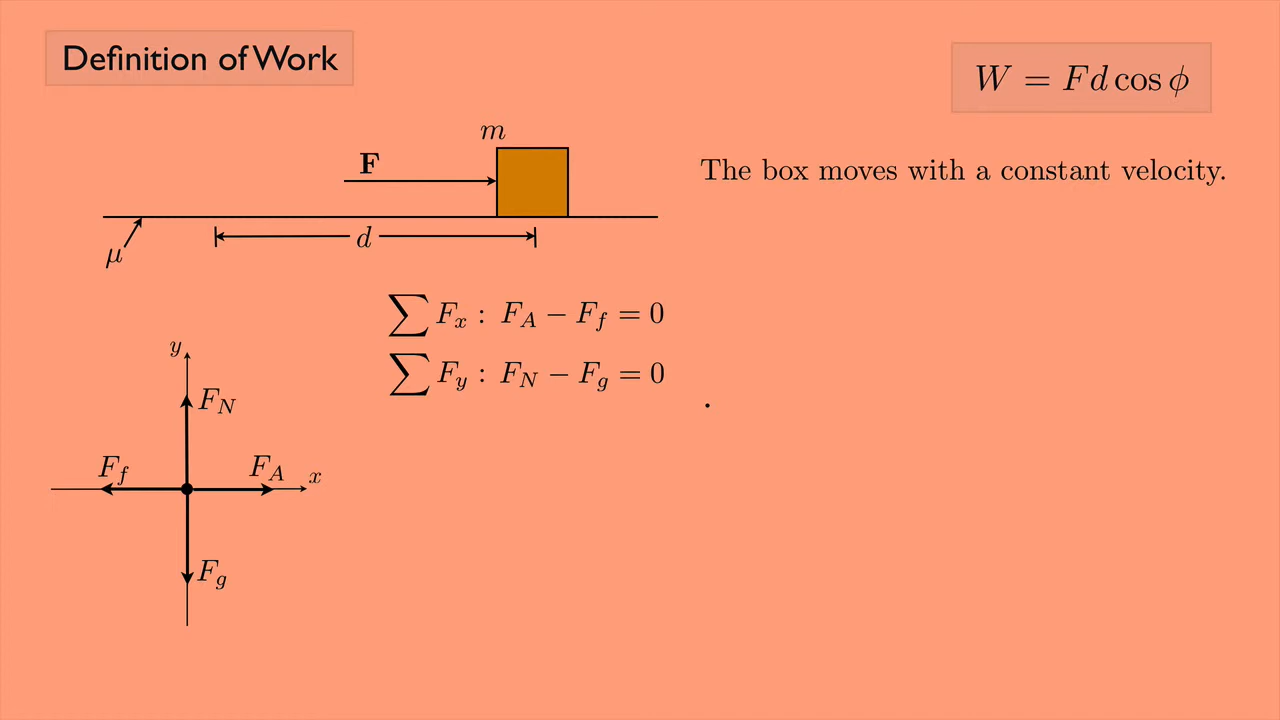 Definition of Work
W = Fd cos ϕ
m
F
The box moves with a constant velocity.
μ
d
∑ F_x : F_A − F_f = 0
∑ F_y : F_N − F_g = 0
.
y
F_N
F_f
F_A
x
F_g